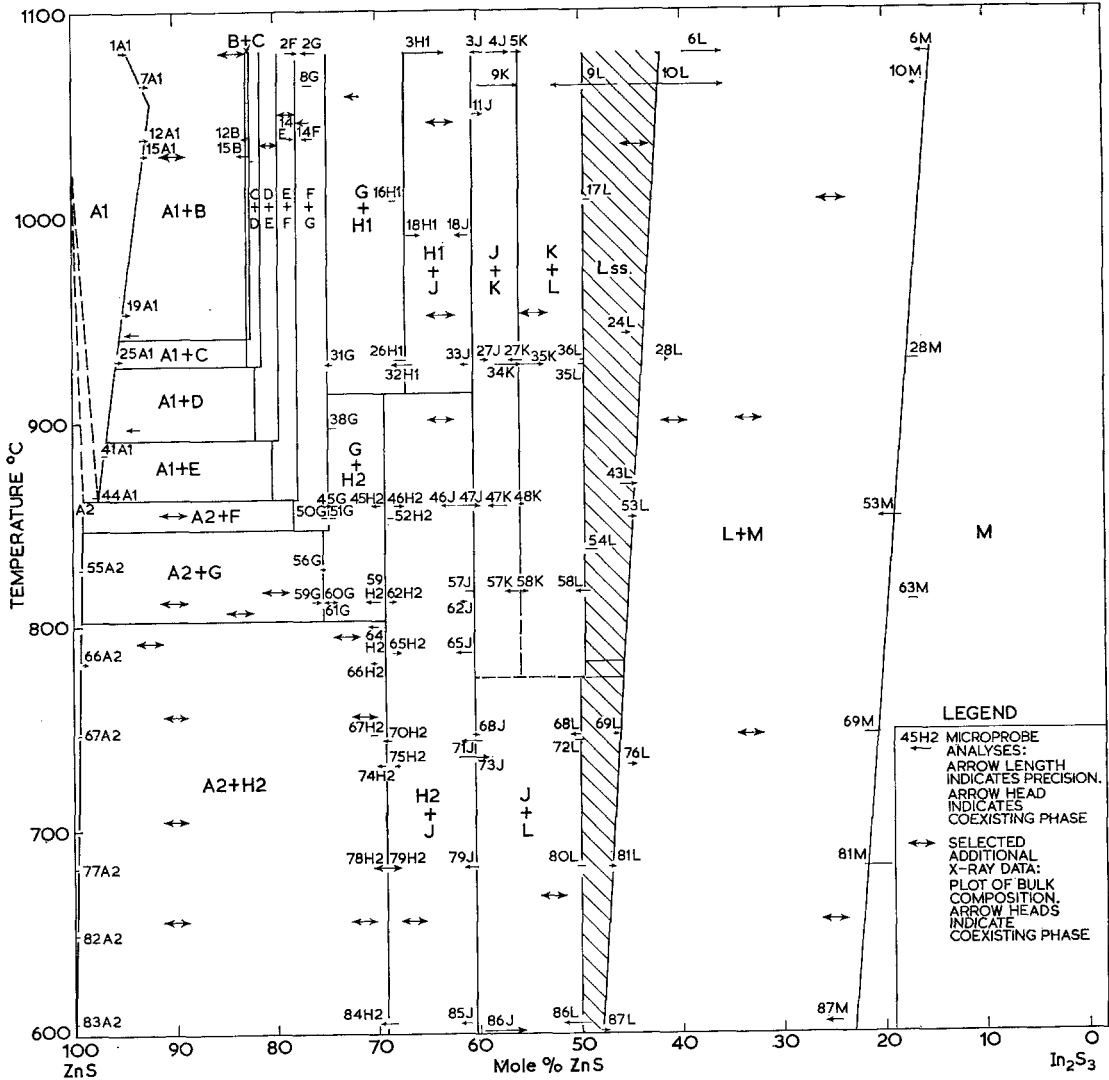 1100
1000
900
800
700
600
TEMPERATURE °C
100
90
80
70
60
50
40
30
20
10
0
ZnS
Mole % ZnS
In2S3
1A1
B+C
2F
2G
3H1
3J
4J
5K
6L
6M
7A1
8G
9K
9L
10L
10M
11J
12A1
12B
14
E
14F
15A1
15B
A1
A1+B
C
+
D
D
+
E
E
+
F
F
+
G
G
+
H1
16H1
17L
18H1
18J
H1
+
J
J
+
K
K
+
L
Lss.
19A1
24L
A1+C
25A1
31G
26H1
32H1
33J
27J
27K
34K
35K
36L
35L
28L
28M
A1+D
38G
G
+
H2
41A1
A1+E
43L
44A1
A2
A2+F
45G
45H2
46H2
46J
47J
47K
48K
50G
51G
52H2
53L
53M
L+M
M
54L
55A2
A2+G
56G
57J
57K
58K
58L
59G
60G
61G
59
H2
62H2
62J
63M
64
H2
65H2
65J
66A2
66H2
67A2
67H2
70H2
68J
68L
69L
69M
71J
72L
73J
74H2
75H2
76L
A2+H2
H2
+
J
J
+
L
77A2
78H2
79H2
79J
80L
81L
81M
82A2
83A2
84H2
85J
86J
86L
87L
87M
LEGEND
45H2 MICROPROBE
ANALYSES:
ARROW LENGTH
INDICATES PRECISION.
ARROW HEAD
INDICATES
COEXISTING PHASE
SELECTED
ADDITIONAL
X-RAY DATA:
PLOT OF BULK
COMPOSITION.
ARROW HEADS
INDICATE
COEXISTING PHASE